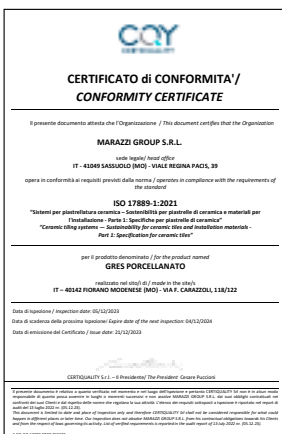 CQY
CERTIQUALITY
CERTIFICATO di CONFORMITA'/
CONFORMITY CERTIFICATE
Il presente documento attesta che l'Organizzazione / This document certifies that the Organization
MARAZZI GROUP S.R.L.
sede legale/ head office
IT - 41049 SASSUOLO (MO) - VIALE REGINA PACIS, 39
opera in conformità ai requisiti previsti dalla norma / operates in compliance with the requirements of
the standard
ISO 17889-1:2021
"Sistemi per piastrellatura ceramica – Sostenibilità per piastrelle di ceramica e materiali per
l'installazione - Parte 1: Specifiche per piastrelle di ceramica"
"Ceramic tiling systems — Sustainability for ceramic tiles and installation materials -
Part 1: Specification for ceramic tiles"
per il prodotto denominato / for the product named
GRES PORCELLANATO
realizzato nel sito/i di / made in the site/s
IT – 40142 FIORANO MODENESE (MO) - VIA F. CARAZZOLI, 118/122
Data di ispezione / Inspection date: 05/12/2023
Data di scadenza della prossima ispezione/ Expire date of the next inspection: 04/12/2024
Data di emissione del Certificato / Issue date: 21/12/2023
CERTIQUALITY S.r.l. – Il Presidente/ The President Cesare Puccioni